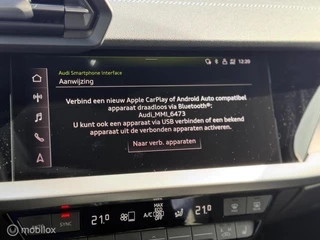 12:20
Audi Smartphone Interface
Aanwijzing
Verbind een nieuw Apple CarPlay of Android Auto compatibel
apparaat draadloos via Bluetooth®:
Audi_MMI_6473
U kunt ook een apparaat via USB verbinden of een bekend
apparaat uit de verbonden apparaten activeren.
Naar verb. apparaten
MAX
SYNC
21.0
A/C
21.0
© Marktplaats